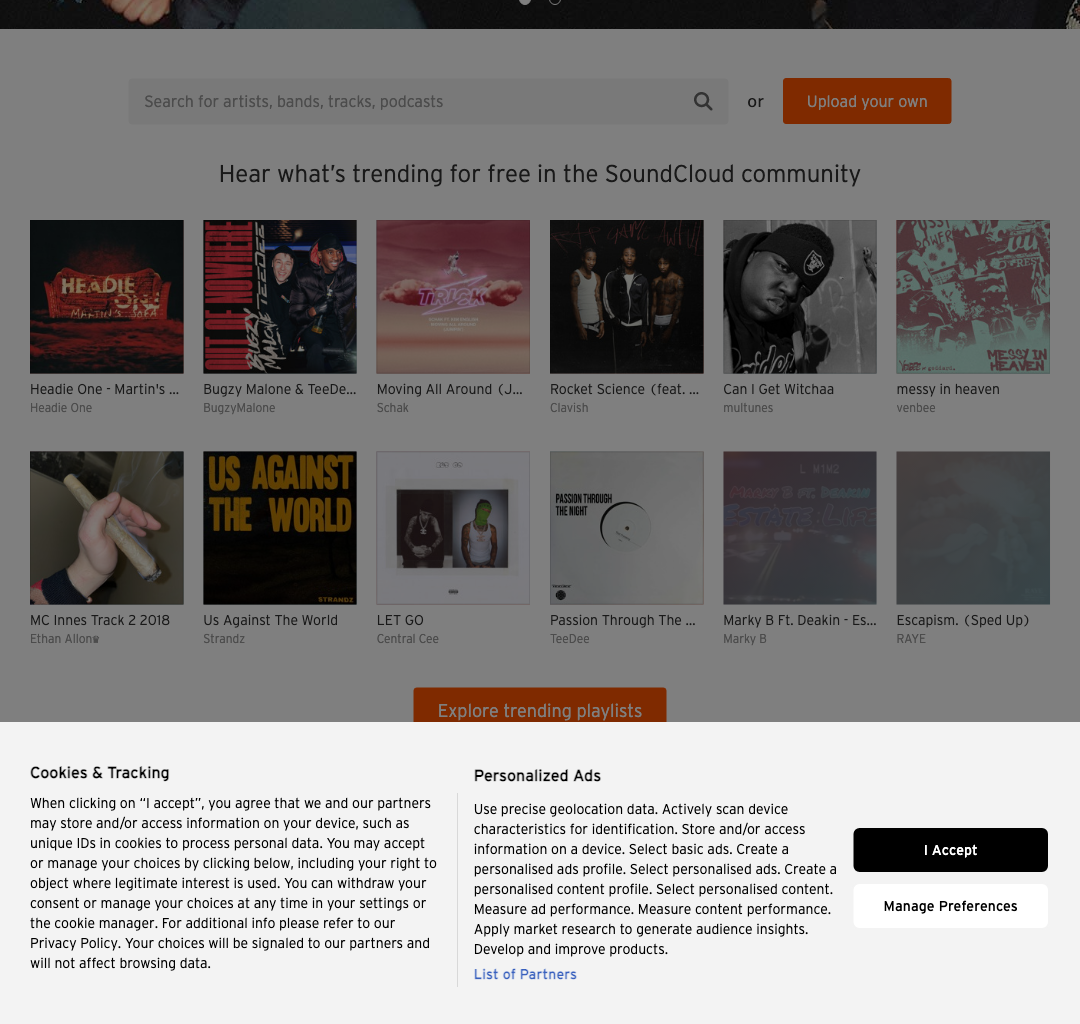 Search for artists, bands, tracks, podcasts
or
Upload your own
Hear what’s trending for free in the SoundCloud community
HEADIE
ONE
MARTIN'S SOFA
OUT OF NOWHERE
BUGZY MALONE TEEDEE
TRICK
PASSION THROUGH
THE NIGHT
MESSY IN
HEAVEN
Headie One - Martin's ...
Bugzy Malone & TeeDe...
Moving All Around (J...
Rocket Science (feat. ...
Can I Get Witchaa
messy in heaven
Headie One
BugzyMalone
Schak
Clavish
multunes
venbee
US AGAINST
THE WORLD
STRANDZ
L M1W2
MARKY B FT. DEAKIN
ESTATE LIFE
MC Innes Track 2 2018
Us Against The World
LET GO
Passion Through The ...
Marky B Ft. Deakin - Es...
Escapism. (Sped Up)
Ethan Allon
Strandz
Central Cee
TeeDee
Marky B
RAYE
Explore trending playlists
Cookies & Tracking
When clicking on “I accept”, you agree that we and our partners
may store and/or access information on your device, such as
unique IDs in cookies to process personal data. You may accept
or manage your choices by clicking below, including your right to
object where legitimate interest is used. You can withdraw your
consent or manage your choices at any time in your settings or
the cookie manager. For additional info please refer to our
Privacy Policy. Your choices will be signaled to our partners and
will not affect browsing data.
Personalized Ads
Use precise geolocation data. Actively scan device
characteristics for identification. Store and/or access
information on a device. Select basic ads. Create a
personalised ads profile. Select personalised ads. Create a
personalised content profile. Select personalised content.
Measure ad performance. Measure content performance.
Apply market research to generate audience insights.
Develop and improve products.
List of Partners
I Accept
Manage Preferences